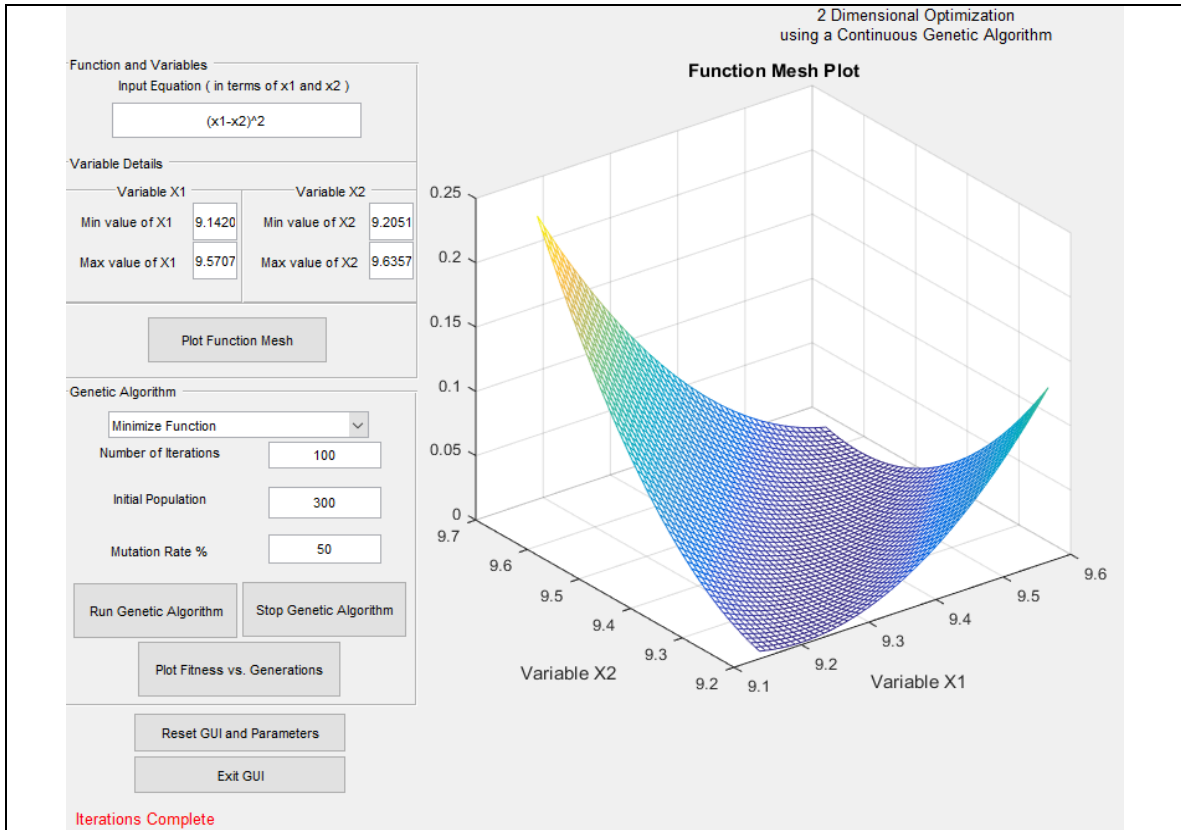 2 Dimensional Optimization
using a Continuous Genetic Algorithm
Function and Variables
Input Equation ( in terms of x1 and x2 )
(x1-x2)^2
Variable Details
Variable X1
Min value of X1
9.1420
Max value of X1
9.5707
Variable X2
Min value of X2
9.2051
Max value of X2
9.6357
Plot Function Mesh
Genetic Algorithm
Minimize Function
Number of Iterations
100
Initial Population
300
Mutation Rate %
50
Run Genetic Algorithm
Stop Genetic Algorithm
Plot Fitness vs. Generations
Reset GUI and Parameters
Exit GUI
Iterations Complete
Function Mesh Plot
0.25
0.2
0.15
0.1
0.05
0
9.7
9.6
9.5
9.4
9.3
9.2
Variable X2
9.1
9.2
9.3
9.4
9.5
9.6
Variable X1